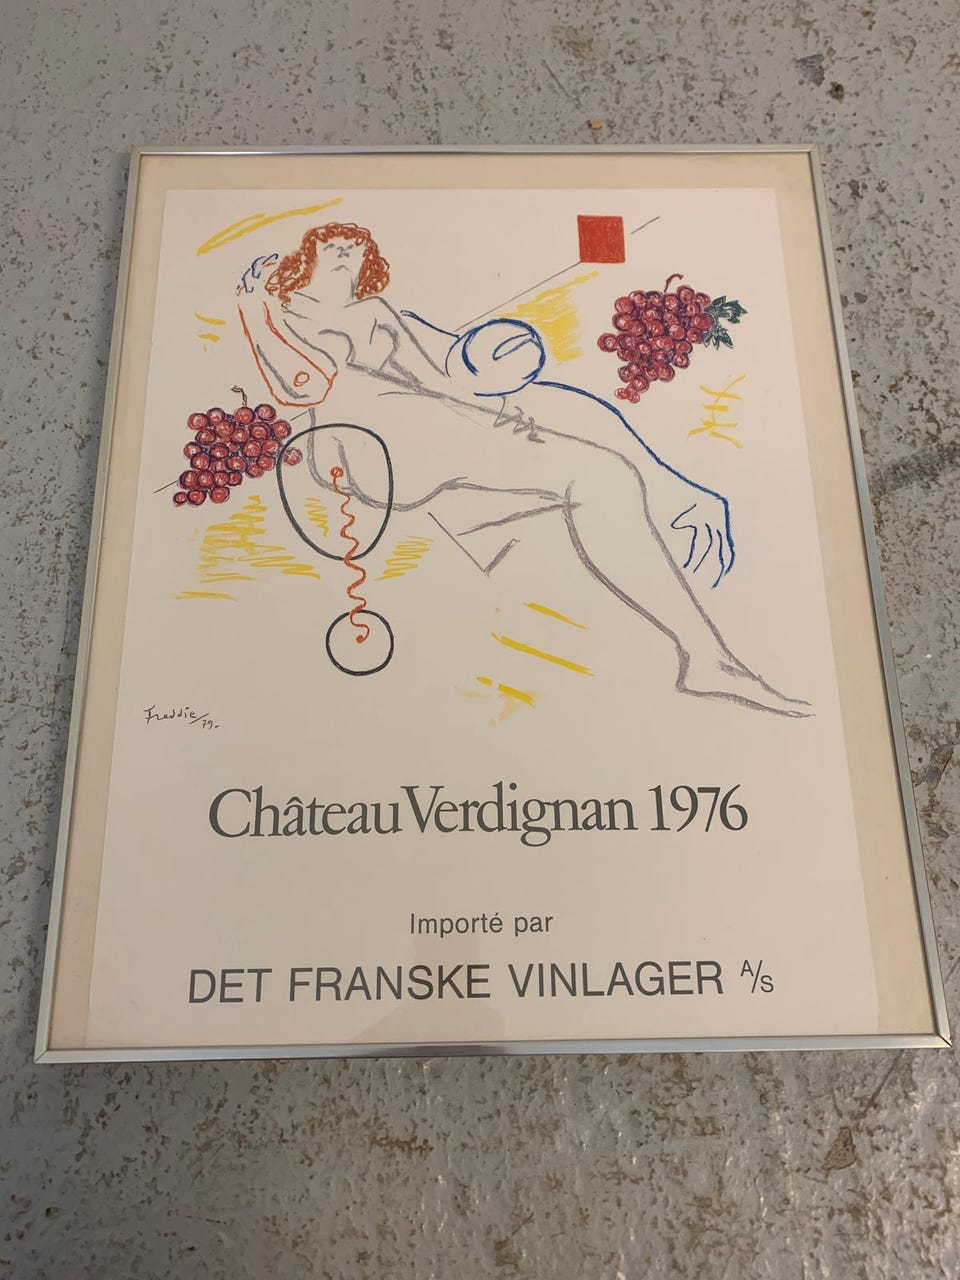 Freddie/79.
Château Verdignan 1976
Importé par
DET FRANSKE VINLAGER A/S